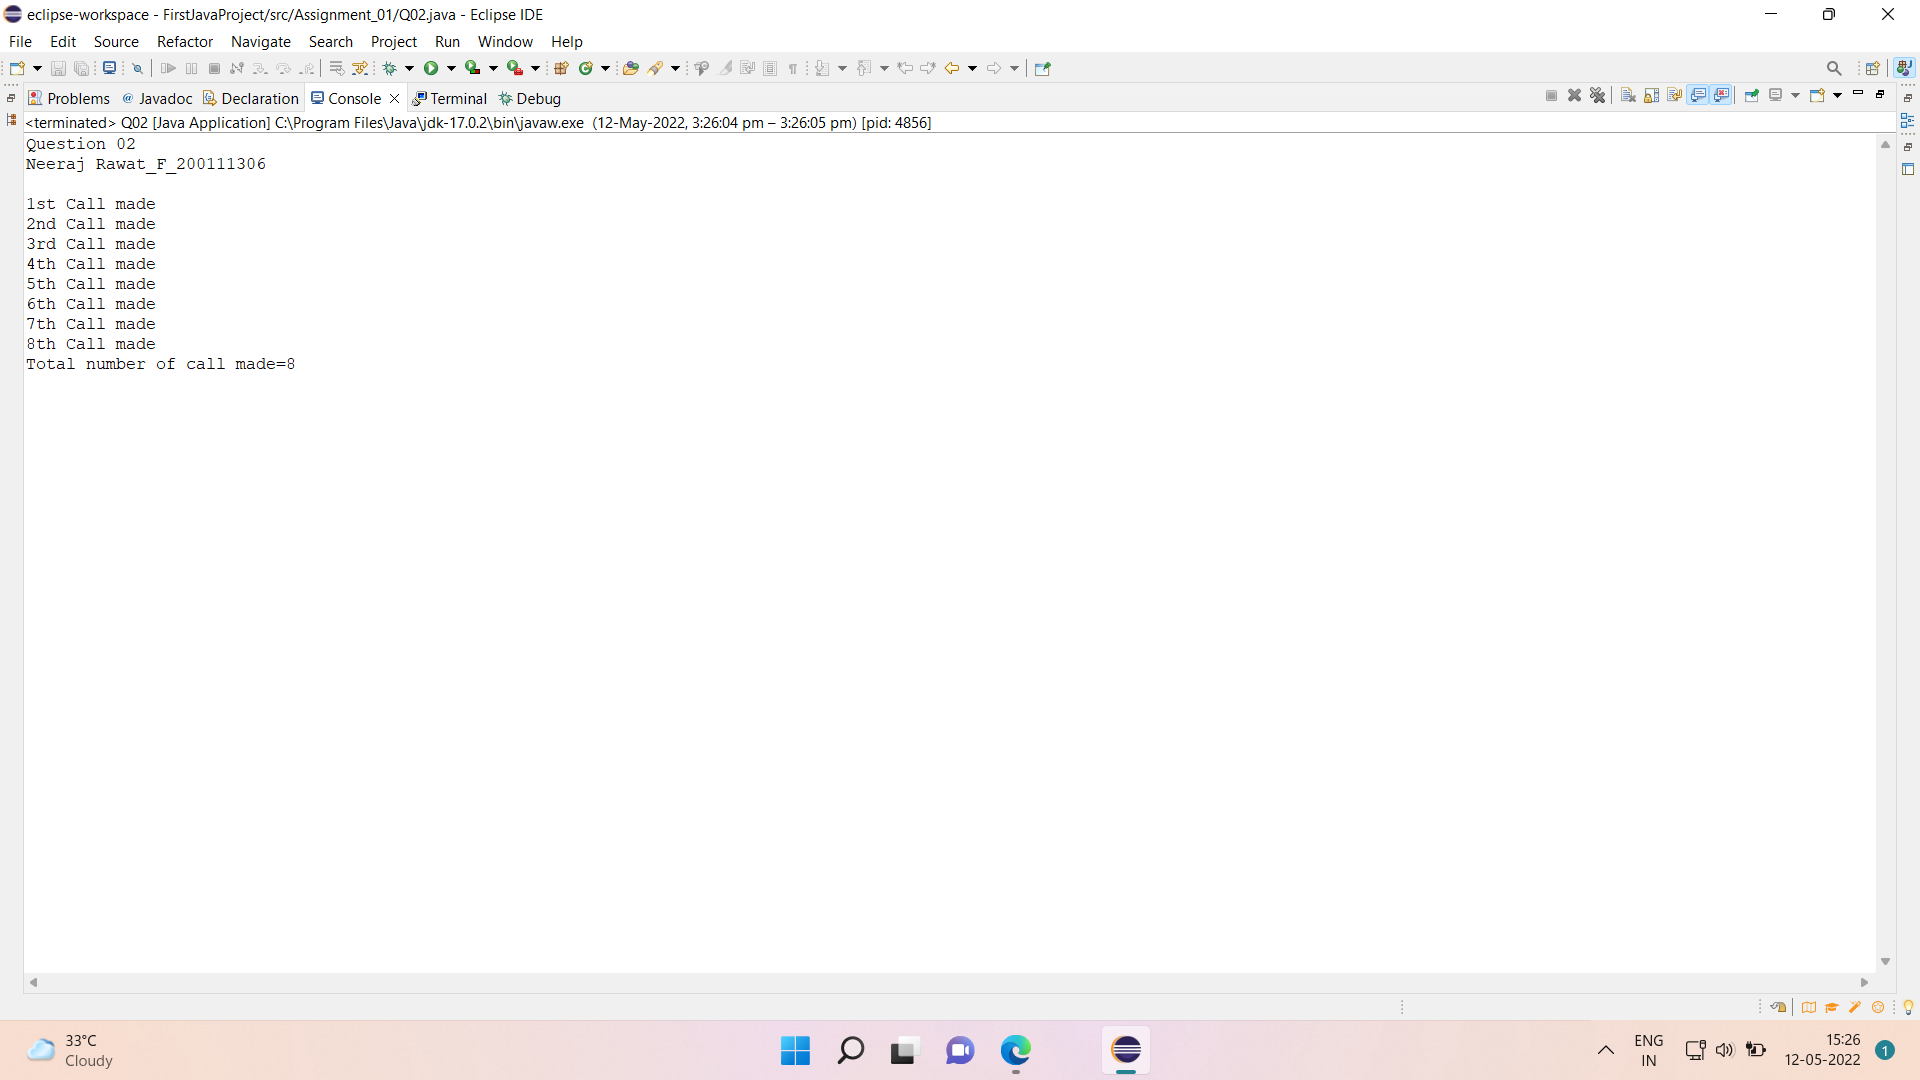 eclipse-workspace - FirstJavaProject/src/Assignment_01/Q02.java - Eclipse IDE
File Edit Source Refactor Navigate Search Project Run Window Help
Problems Javadoc Declaration Console Terminal Debug
<terminated> Q02 [Java Application] C:\Program Files\Java\jdk-17.0.2\bin\javaw.exe (12-May-2022, 3:26:04 pm – 3:26:05 pm) [pid: 4856]
Question 02
Neeraj Rawat_F_200111306
1st Call made
2nd Call made
3rd Call made
4th Call made
5th Call made
6th Call made
7th Call made
8th Call made
Total number of call made=8
33°C
Cloudy
ENG
IN
15:26
12-05-2022
1